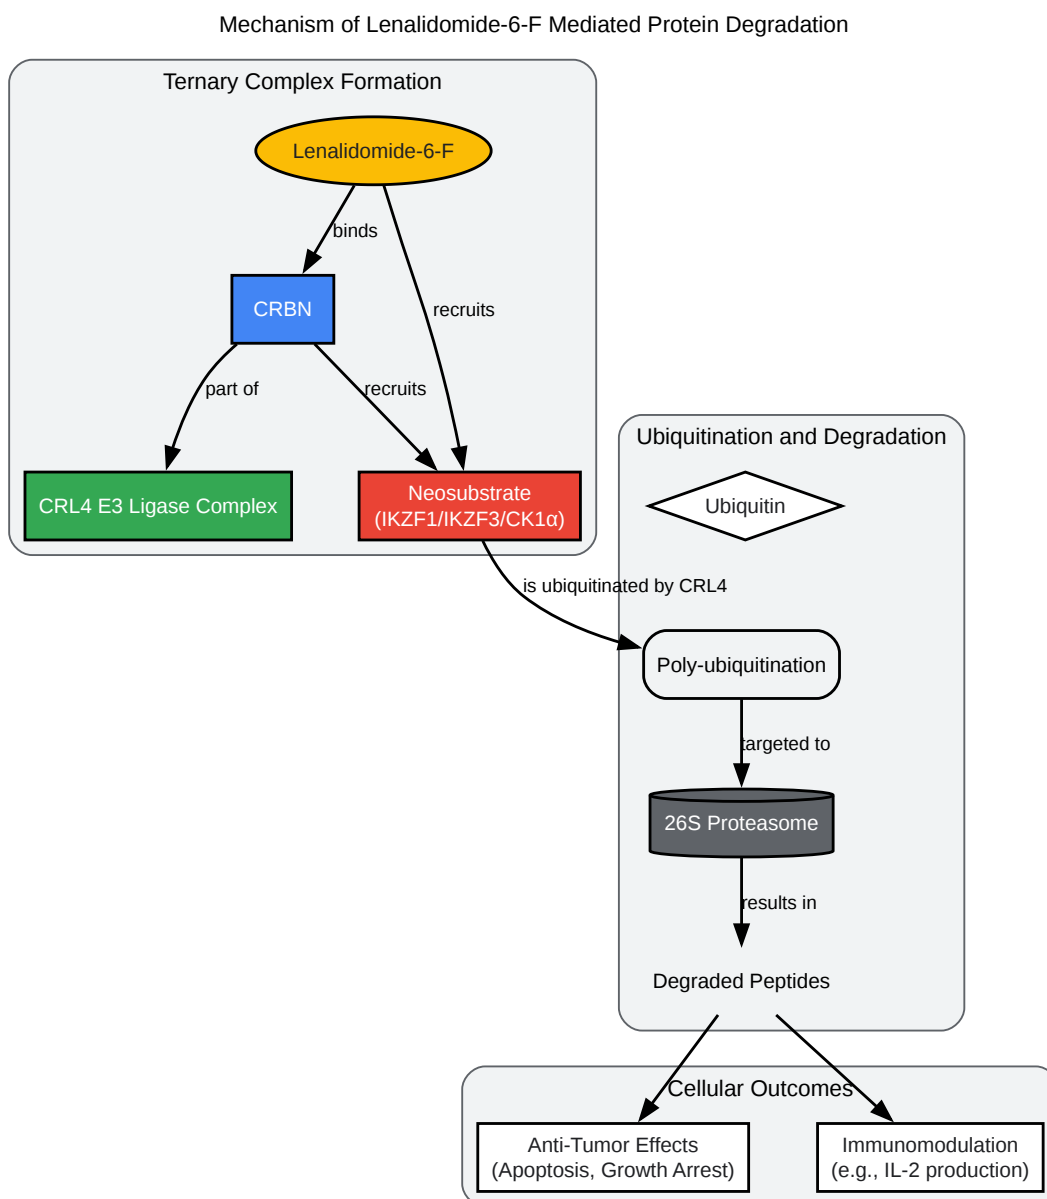 Mechanism of Lenalidomide-6-F Mediated Protein Degradation
Ternary Complex Formation
Lenalidomide-6-F
binds
CRBN
recruits
part of
recruits
CRL4 E3 Ligase Complex
Neosubstrate
(IKZF1/IKZF3/CK1α)
Ubiquitination and Degradation
Ubiquitin
is ubiquitinated by CRL4
Poly-ubiquitination
targeted to
26S Proteasome
results in
Degraded Peptides
Cellular Outcomes
Anti-Tumor Effects
(Apoptosis, Growth Arrest)
Immunomodulation
(e.g., IL-2 production)